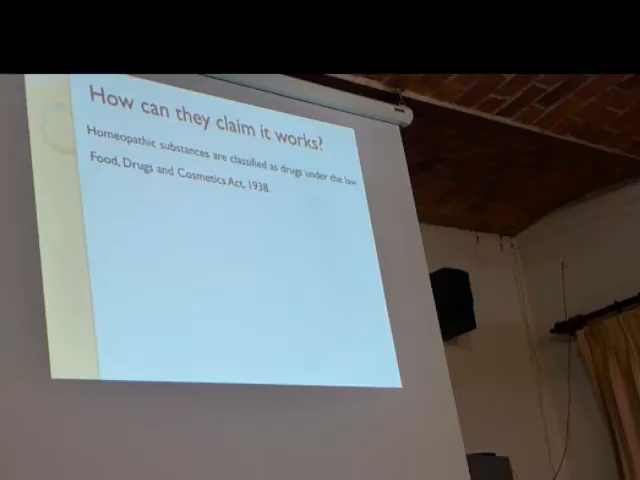 How can they claim it works?
Homeopathic substances are classified as drugs under the law
Food, Drugs and Cosmetics Act, 1938.